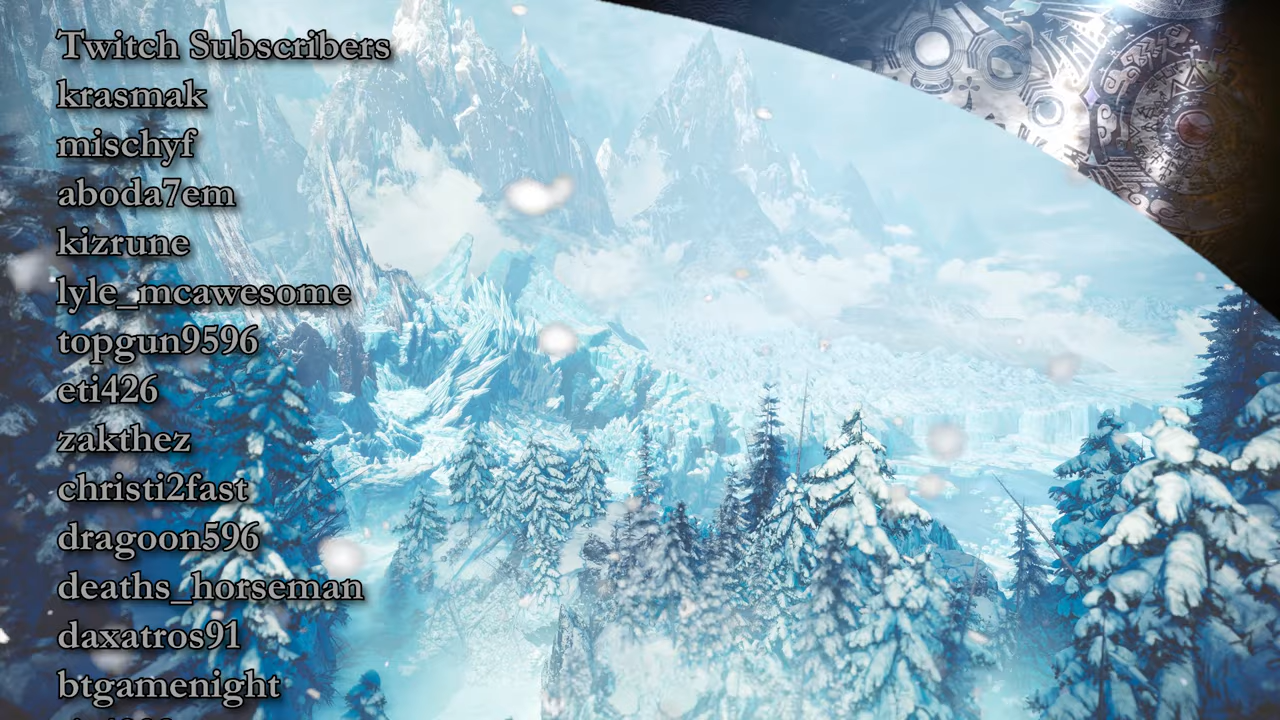 Twitch Subscribers
krasmak
mischyf
aboda7em
kizrune
lyle_mcawesome
topgun9596
eti426
zakthez
christi2fast
dragoon596
deaths_horseman
daxatros91
btgamenight